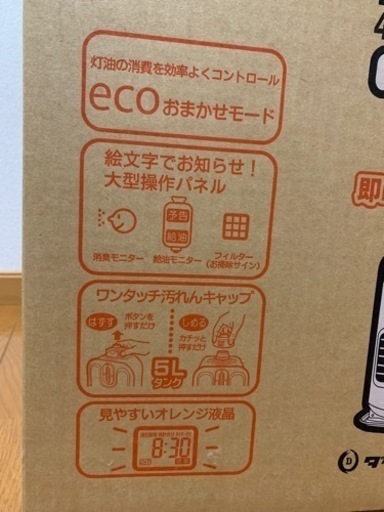 灯油の消費を効率よくコントロール
ecoおまかせモード
絵文字でお知らせ！
大型操作パネル
予告
給油
消臭モニター 給油モニター フィルター
(お掃除サイン)
ワンタッチ汚れんキャップ
はずす ボタンを
押すだけ
しめる
カチッと
押すだけ
5L
タンク
見やすいオレンジ液晶
8:30
4
即
D ダ